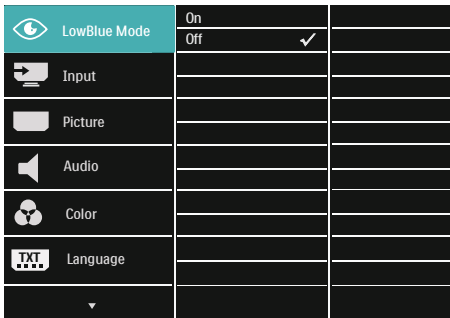 LowBlue Mode
On
Off
Input
Picture
Audio
Color
TXT
Language